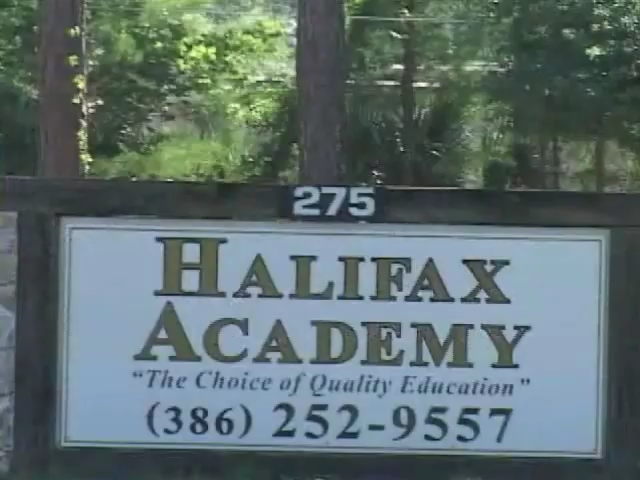 275
HALIFAX
ACADEMY
"The Choice of Quality Education"
(386) 252-9557